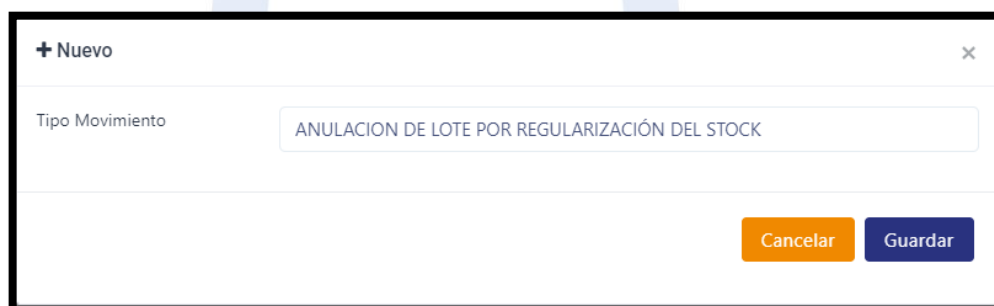 + Nuevo
×
Tipo Movimiento
ANULACION DE LOTE POR REGULARIZACIÓN DEL STOCK
Cancelar
Guardar